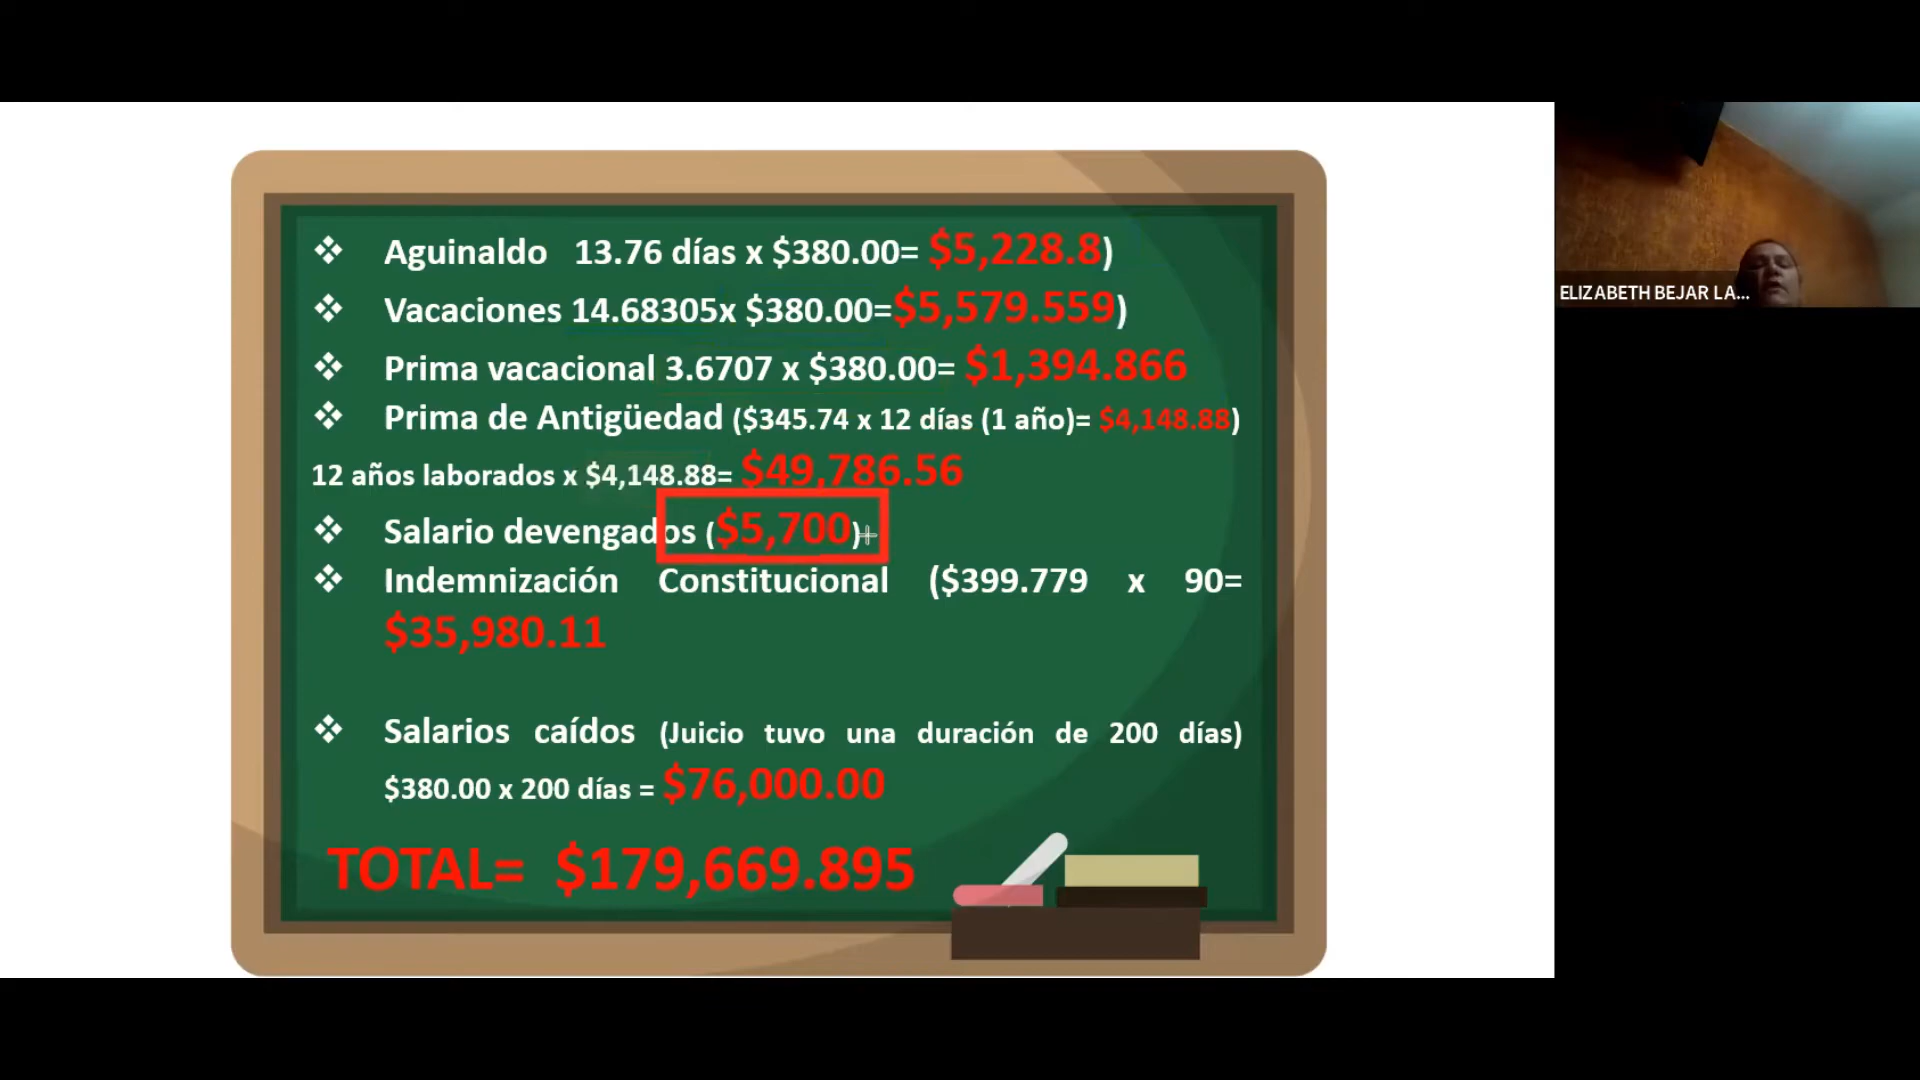 ❖ Aguinaldo 13.76 días x $380.00= $5,228.8)
❖ Vacaciones 14.68305x $380.00=$5,579.559)
❖ Prima vacacional 3.6707 x $380.00= $1,394.866
❖ Prima de Antigüedad ($345.74 x 12 días (1 año)= $4,148.88)
12 años laborados x $4,148.88= $49,786.56
❖ Salario devengados ($5,700)
❖ Indemnización Constitucional ($399.779 x 90=
$35,980.11
❖ Salarios caídos (Juicio tuvo una duración de 200 días)
$380.00 x 200 días = $76,000.00
TOTAL= $179,669.895
ELIZABETH BEJAR LA...